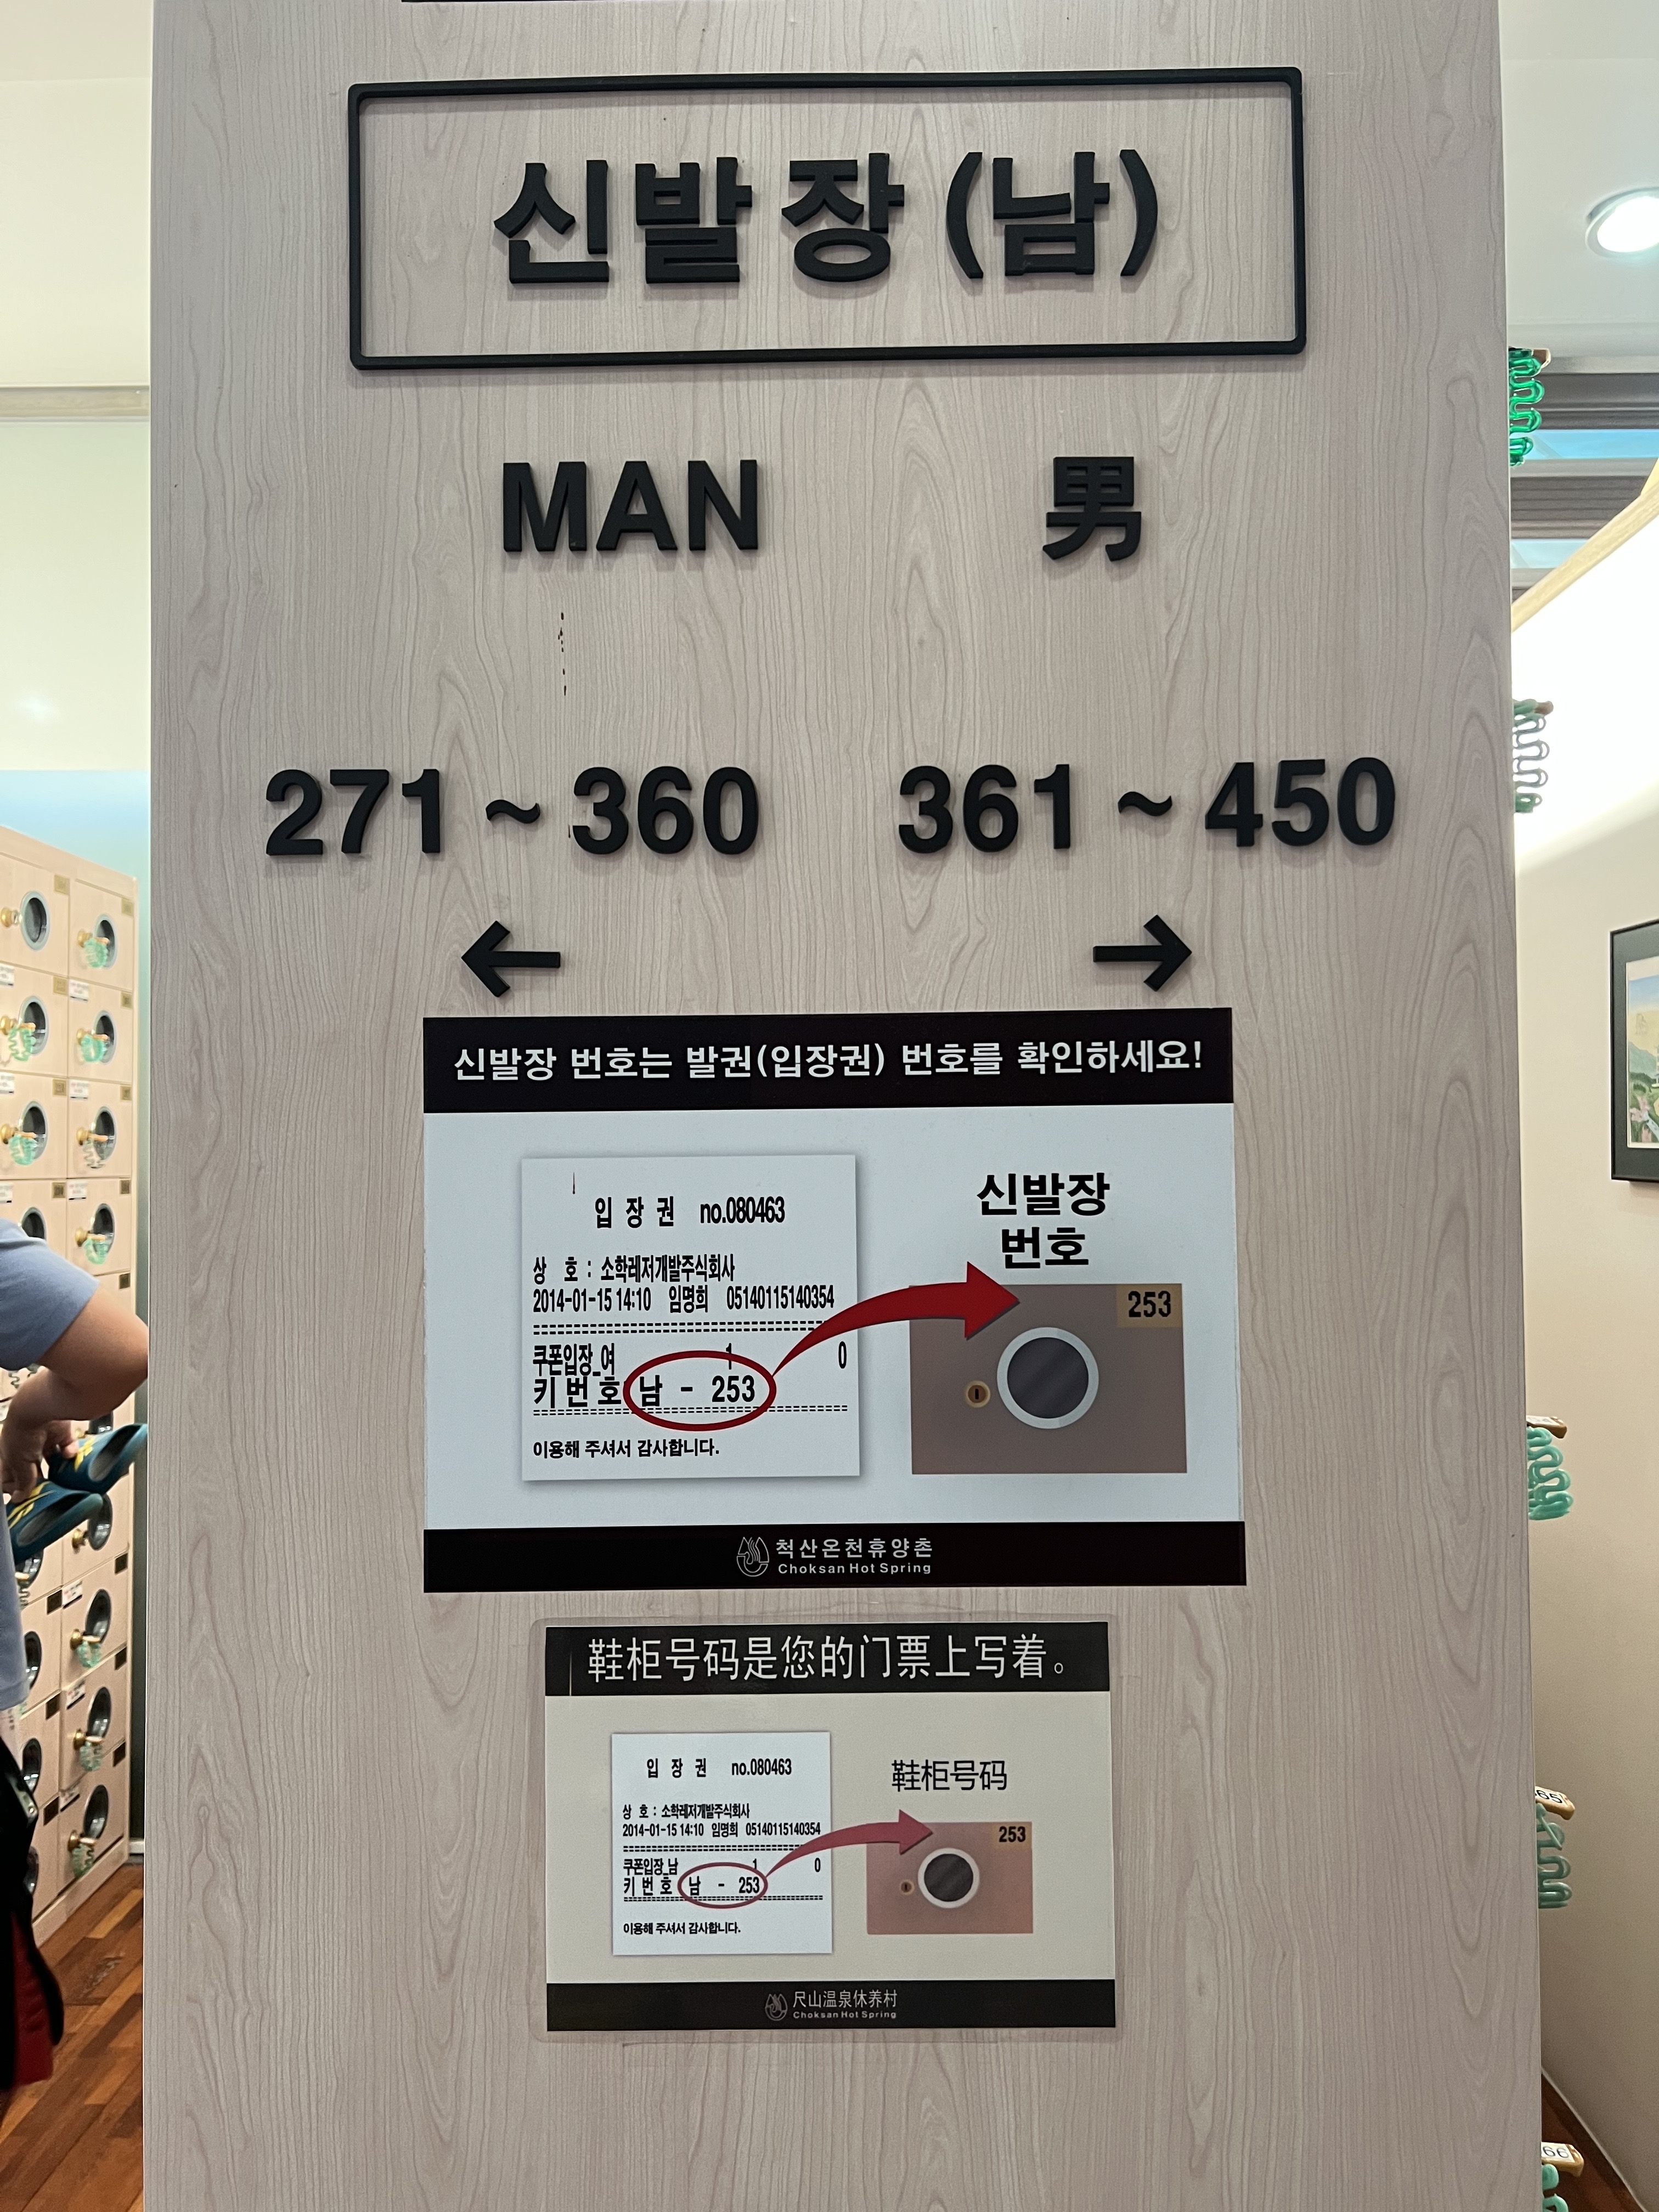 신발장(남)
MAN 男
271~360 361~450
← →
신발장 번호는 발권(입장권) 번호를 확인하세요!
입 장 권 no.080463
상 호 : 소학레저개발주식회사
2014-01-15 14:10 임명희 05140115140354
쿠폰입장_여 1 0
키 번 호 남 - 253
이용해 주셔서 감사합니다.
신발장
번호
253
척산온천휴양촌
Choksan Hot Spring
鞋柜号码是您的门票上写着。
입 장 권 no.080463
상 호 : 소학레저개발주식회사
2014-01-15 14:10 임명희 05140115140354
쿠폰입장_남 1 0
키 번 호 남 - 253
이용해 주셔서 감사합니다.
鞋柜号码
253
尺山温泉休养村
Choksan Hot Spring